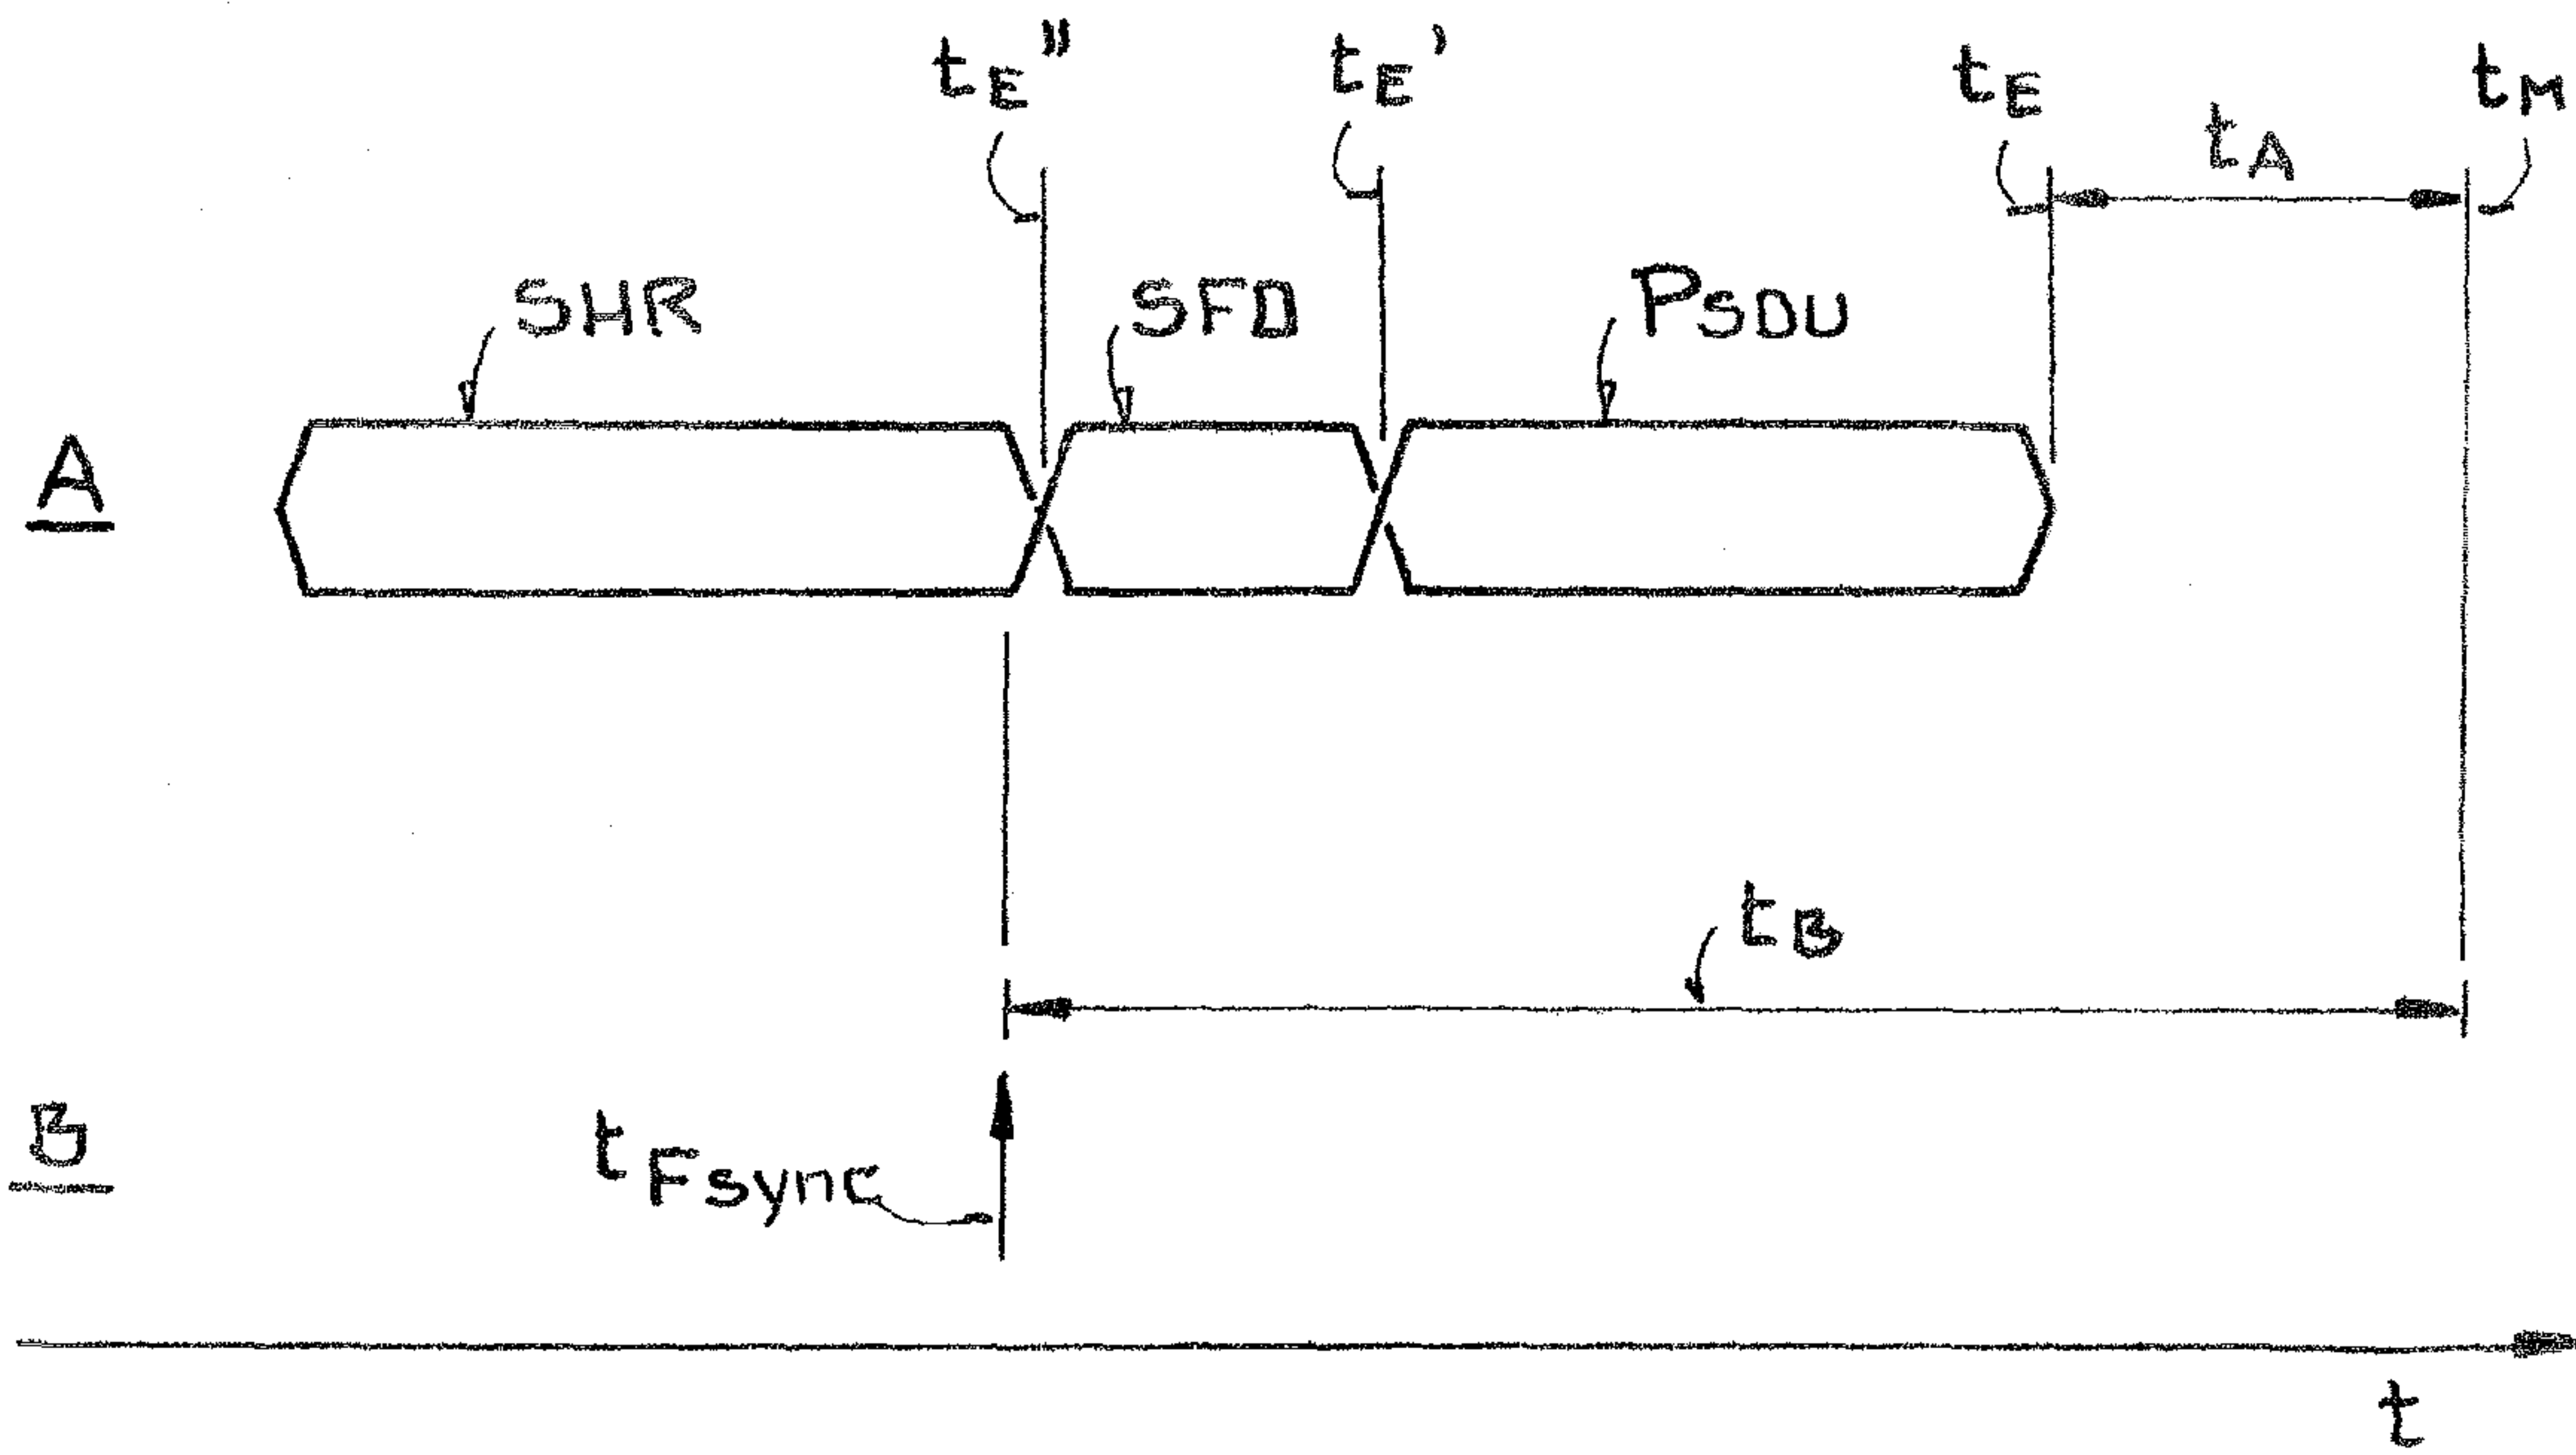 tE" tE' tE tM
tA
SHR SFD PSDU
A
tB
B
tFsync
t